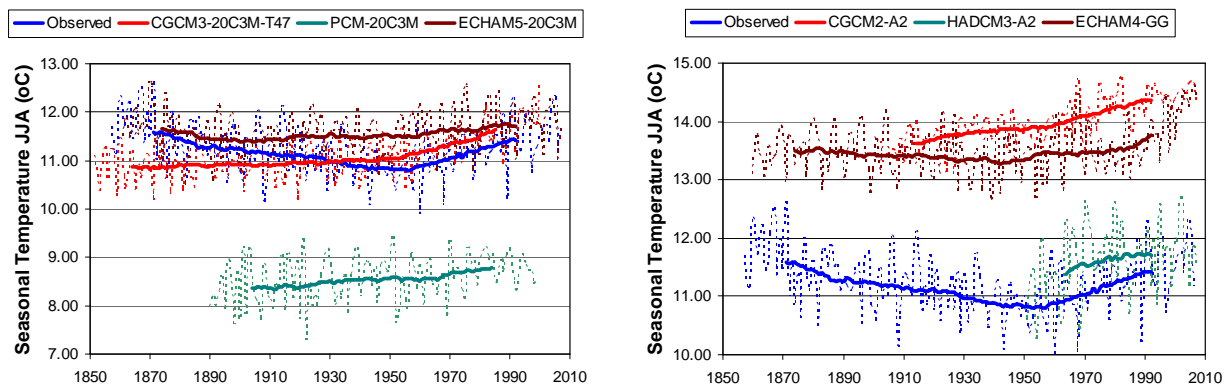 Observed CGCM3-20C3M-T47 PCM-20C3M ECHAM5-20C3M
Seasonal Temperature JJA (oC)
13.00
12.00
11.00
10.00
9.00
8.00
7.00
1850 1870 1890 1910 1930 1950 1970 1990 2010
Observed CGCM2-A2 HADCM3-A2 ECHAM4-GG
Seasonal Temperature JJA (oC)
15.00
14.00
13.00
12.00
11.00
10.00
1850 1870 1890 1910 1930 1950 1970 1990 2010